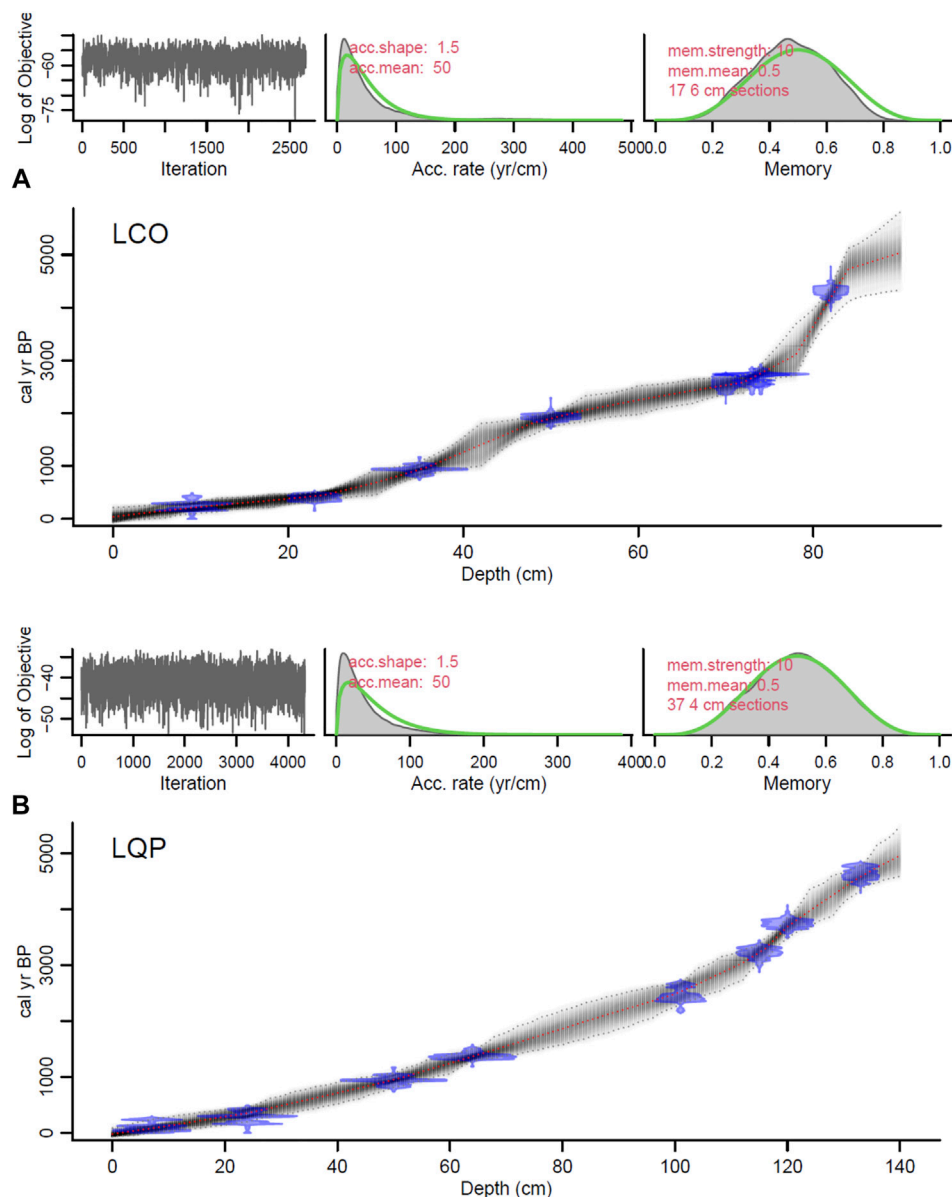 Log of Objective
-60
-75
0
500
1500
2500
Iteration
acc.shape: 1.5
acc.mean: 50
0
100
200
300
400
500
Acc. rate (yr/cm)
mem.strength: 10
mem.mean: 0.5
17 6 cm sections
0.0
0.2
0.4
0.6
0.8
1.0
Memory
A
LCO
cal yr BP
0
1000
3000
5000
0
20
40
60
80
Depth (cm)
Log of Objective
-40
-50
0
1000
2000
3000
4000
Iteration
acc.shape: 1.5
acc.mean: 50
0
100
200
300
400
Acc. rate (yr/cm)
mem.strength: 10
mem.mean: 0.5
37 4 cm sections
0.0
0.2
0.4
0.6
0.8
1.0
Memory
B
LQP
cal yr BP
0
1000
3000
5000
0
20
40
60
80
100
120
140
Depth (cm)